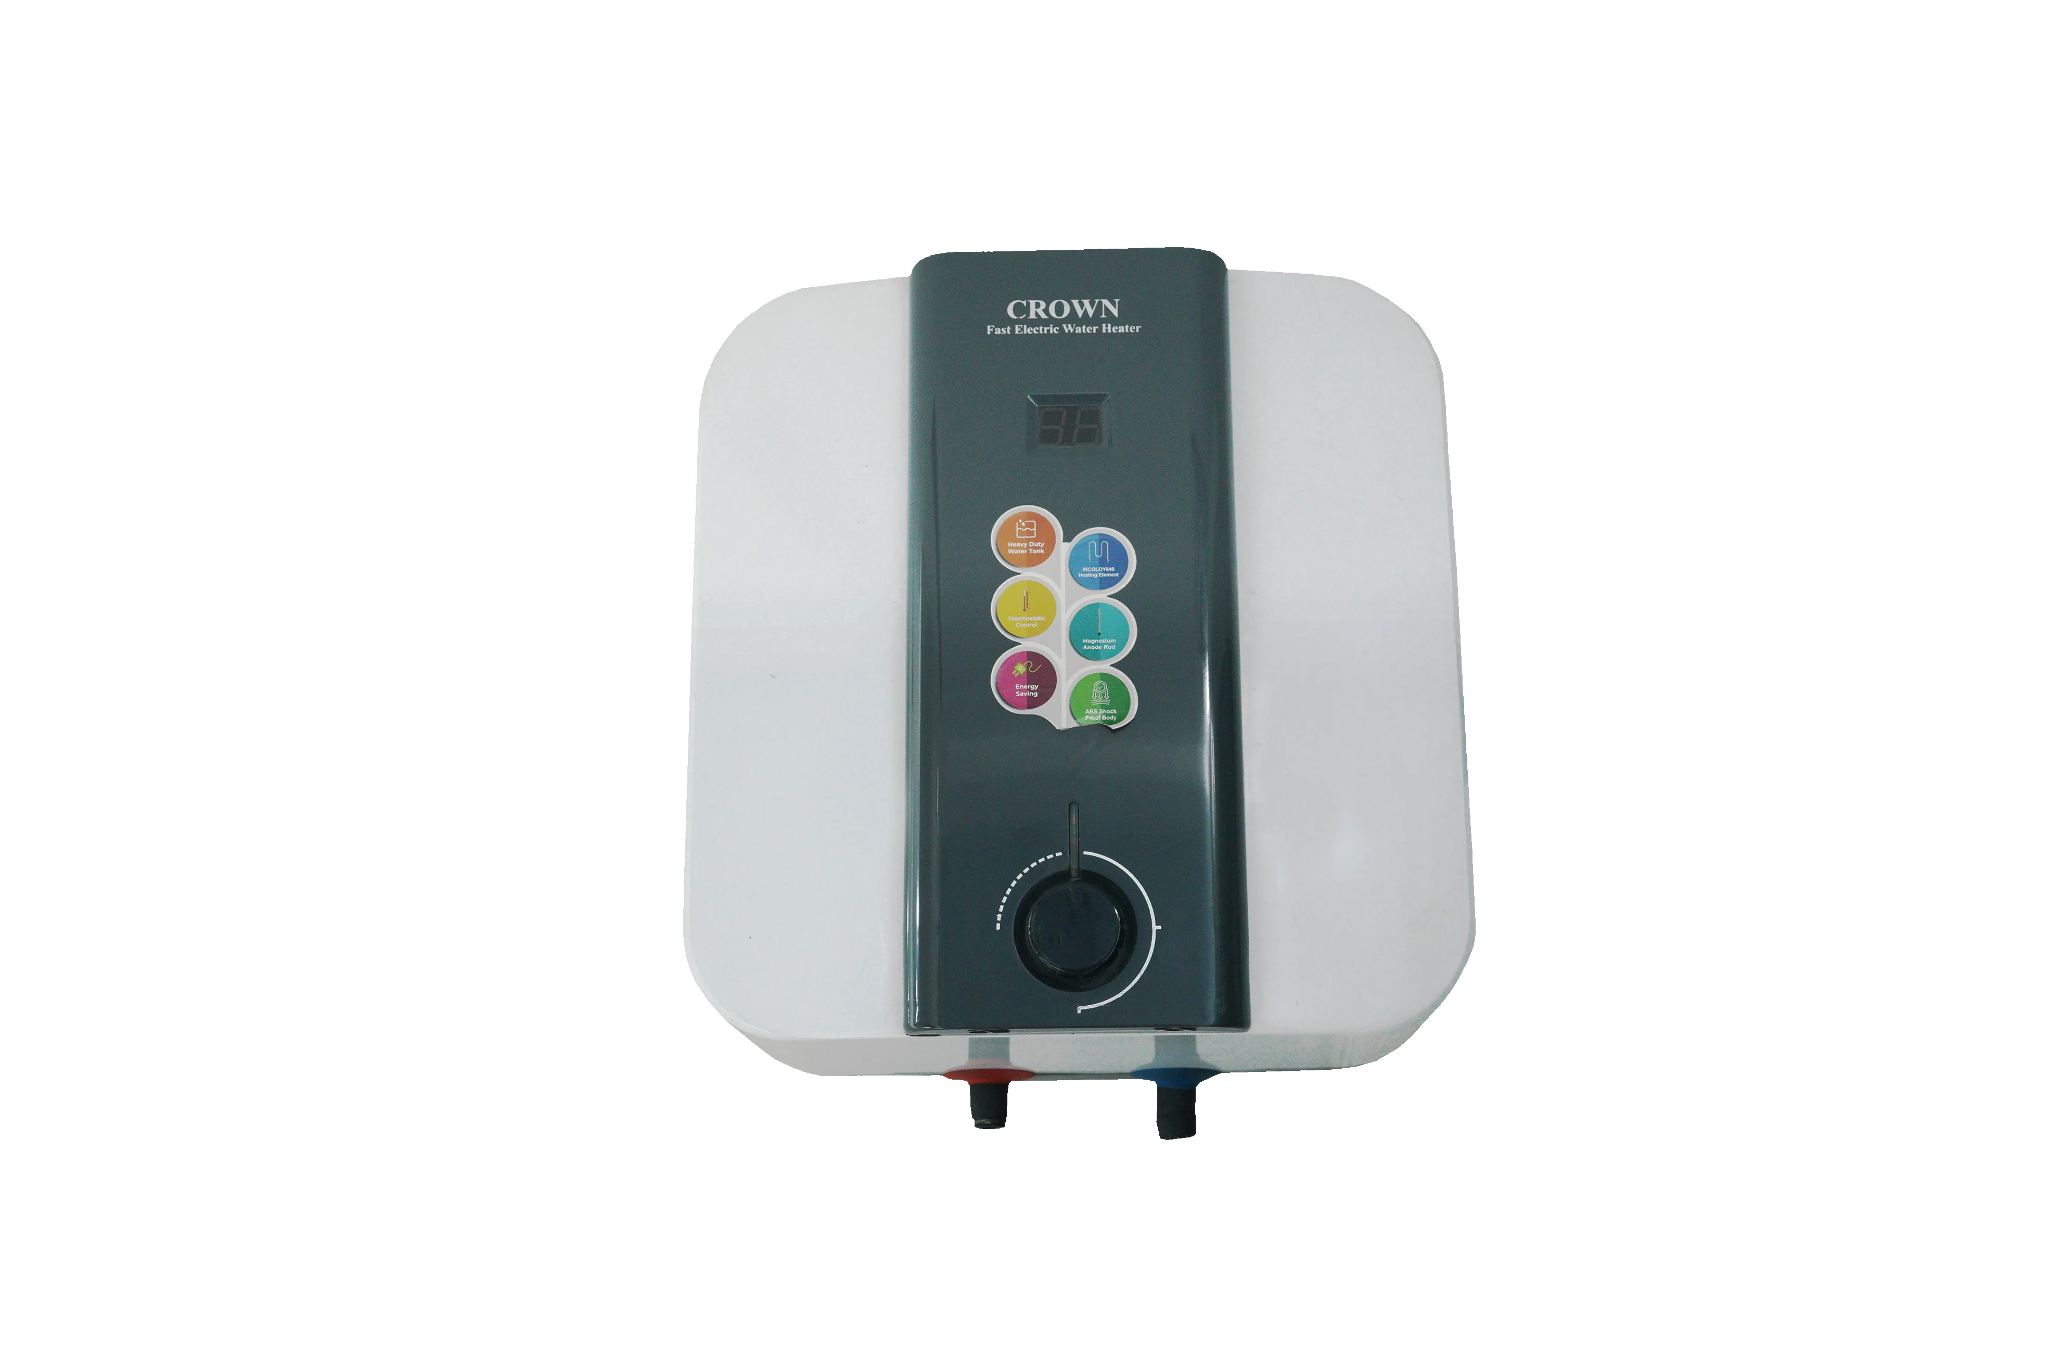 CROWN
Fast Electric Water Heater
Heavy Duty
Water Tank
INCOLOY840
Heating Element
Thermostatic
Control
Magnesium
Anode Rod
Energy
Saving
ABS Shock
Proof Body